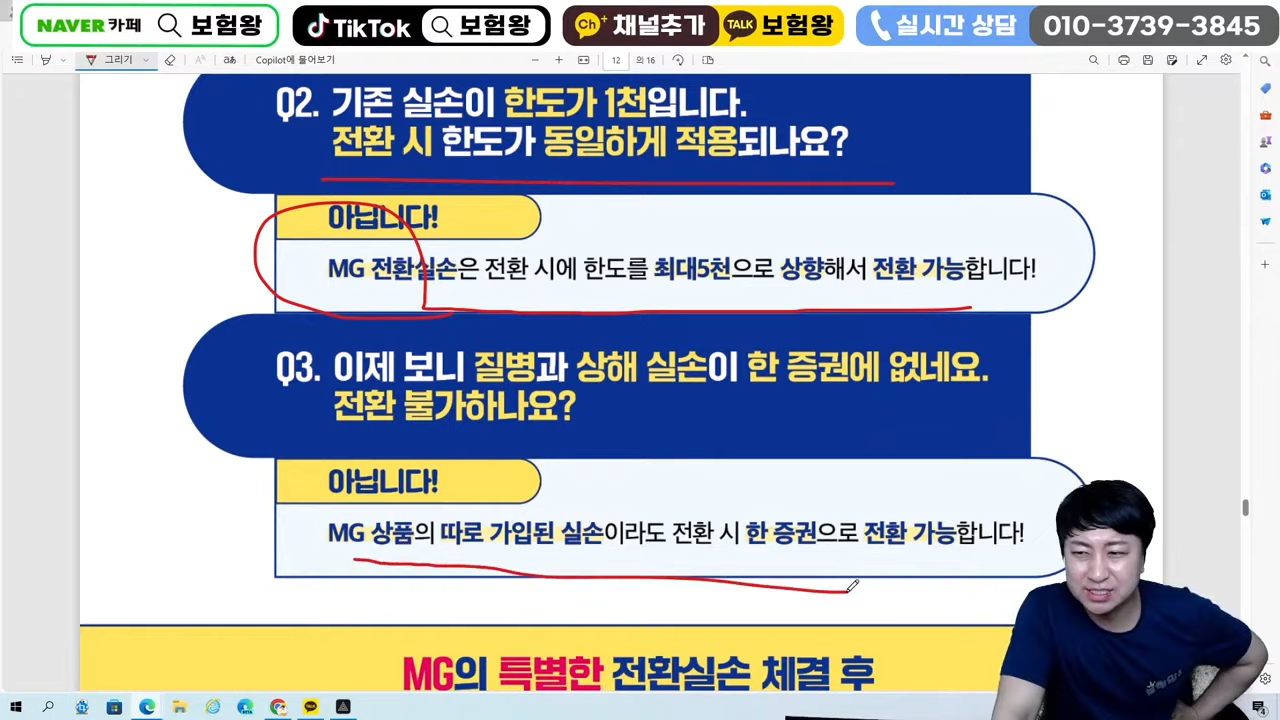 NAVER 카페 보험왕 TikTok 보험왕 Ch+ 채널추가 TALK 보험왕 실시간 상담 010-3739-3845
그리기 가あ Copilot에 물어보기 12 의 16
Q2. 기존 실손이 한도가 1천입니다.
전환 시 한도가 동일하게 적용되나요?
아닙니다!
MG 전환실손은 전환 시에 한도를 최대5천으로 상향해서 전환 가능합니다!
Q3. 이제 보니 질병과 상해 실손이 한 증권에 없네요.
전환 불가하나요?
아닙니다!
MG 상품의 따로 가입된 실손이라도 전환 시 한 증권으로 전환 가능합니다!
MG의 특별한 전환실손 체결 후